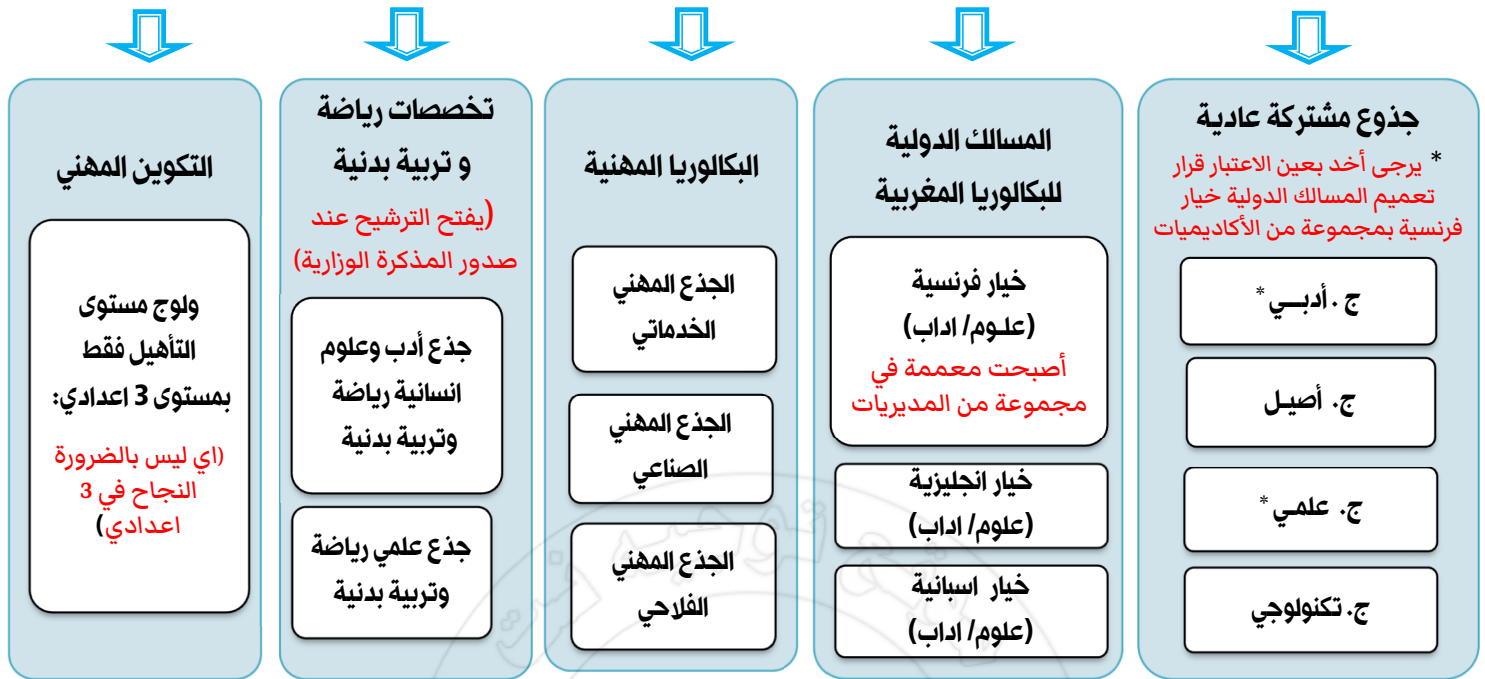 جذوع مشتركة عادية
* يرجى أخد بعين الاعتبار قرار
تعميم المسالك الدولية خيار
فرنسية بمجموعة من الأكاديميات
ج . أدبــي *
ج. أصيـل
ج. علمـي *
ج. تكنولوجي
المسالك الدولية
للبكالوريا المغربية
خيار فرنسية
(علـوم/ اداب)
أصبحت معممة في
مجموعة من المديريات
خيار انجليزية
(علوم/ اداب)
خيار اسبانية
(علوم/ اداب)
البكالوريا المهنية
الجذع المهني
الخدماتي
الجذع المهني
الصناعي
الجذع المهني
الفلاحي
تخصصات رياضة
و تربية بدنية
(يفتح الترشيح عند
صدور المذكرة الوزارية)
جذع أدب وعلوم
انسانية رياضة
وتربية بدنية
جذع علمي رياضة
وتربية بدنية
التكوين المهني
ولوج مستوى
التأهيل فقط
بمستوى 3 اعدادي:
(اي ليس بالضرورة
النجاح في 3
اعدادي)
موقع توجيه نت